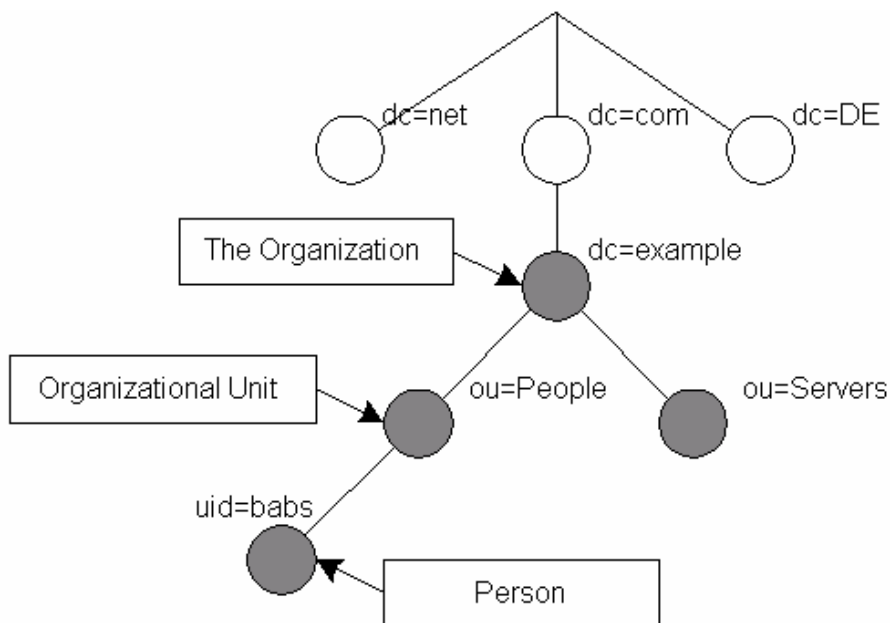 dc=net
dc=com
dc=DE
The Organization
dc=example
Organizational Unit
ou=People
ou=Servers
uid=babs
Person